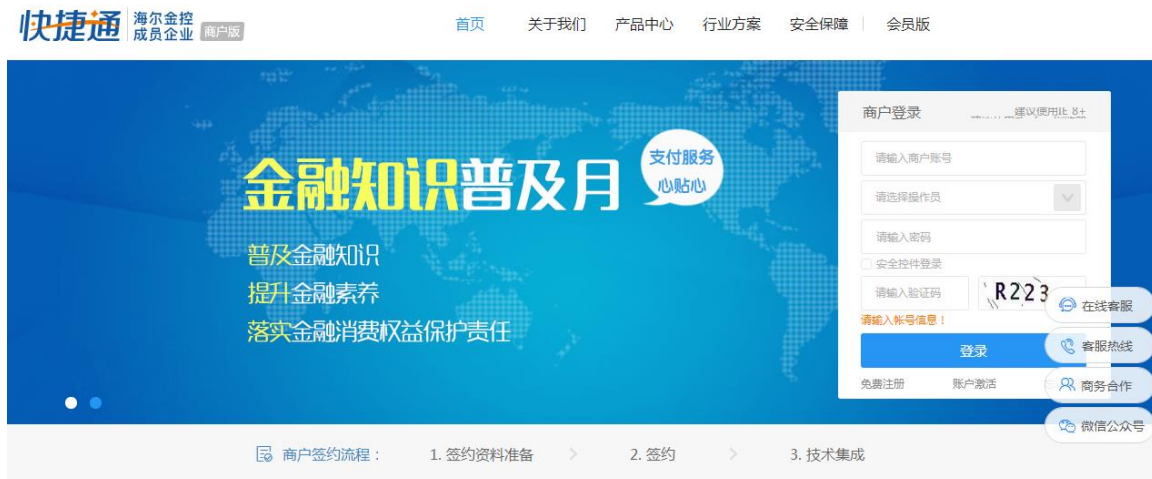 快捷通 海尔金控 成员企业 商户版
首页 关于我们 产品中心 行业方案 安全保障 会员版
金融知识普及月
支付服务
心贴心
普及金融知识
提升金融素养
落实金融消费权益保护责任
商户登录 建议使用IE 8+
请输入商户账号
请选择操作员
请输入密码
安全控件登录
请输入验证码 R223
请输入帐号信息！
登录
免费注册 账户激活
在线客服
客服热线
商务合作
微信公众号
商户签约流程： 1. 签约资料准备 2. 签约 3. 技术集成